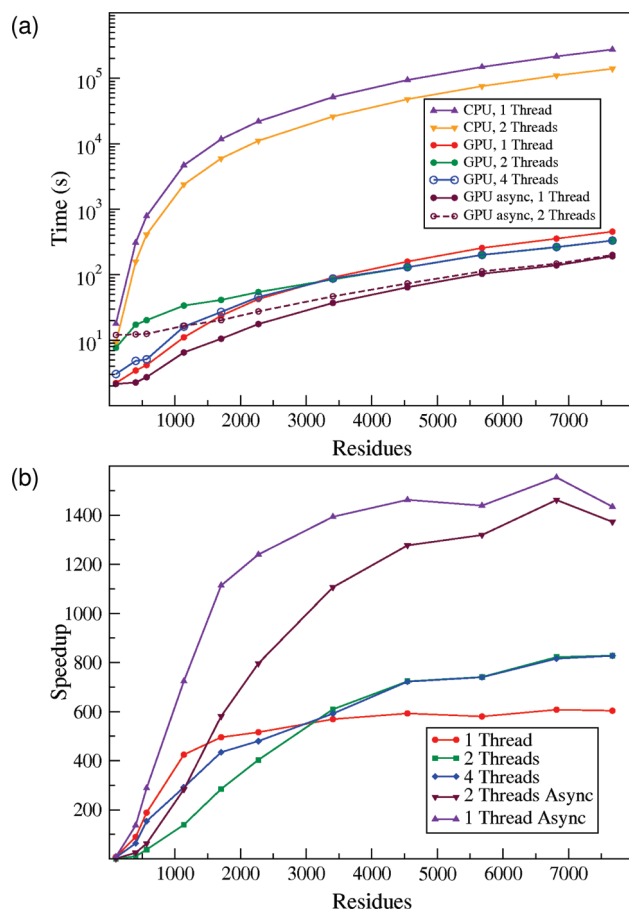 (a)
10^5
10^4
10^3
10^2
10^1
Time (s)
CPU, 1 Thread
CPU, 2 Threads
GPU, 1 Thread
GPU, 2 Threads
GPU, 4 Threads
GPU async, 1 Thread
GPU async, 2 Threads
1000 2000 3000 4000 5000 6000 7000
Residues
(b)
1400
1200
1000
800
600
400
200
Speedup
1 Thread
2 Threads
4 Threads
2 Threads Async
1 Thread Async
1000 2000 3000 4000 5000 6000 7000
Residues